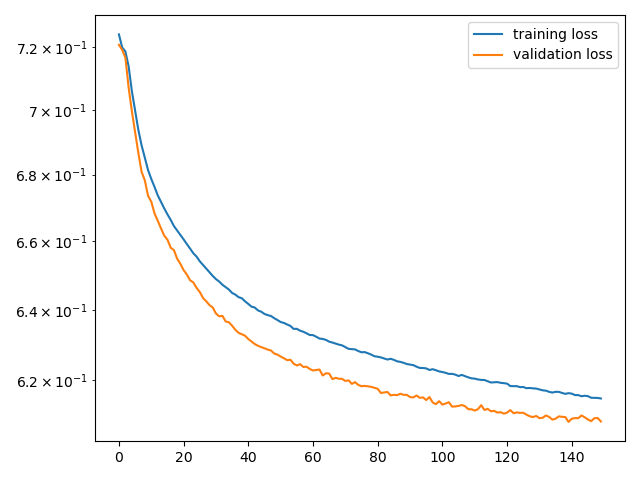 training loss
validation loss
7.2 × 10⁻¹
7 × 10⁻¹
6.8 × 10⁻¹
6.6 × 10⁻¹
6.4 × 10⁻¹
6.2 × 10⁻¹
0 20 40 60 80 100 120 140